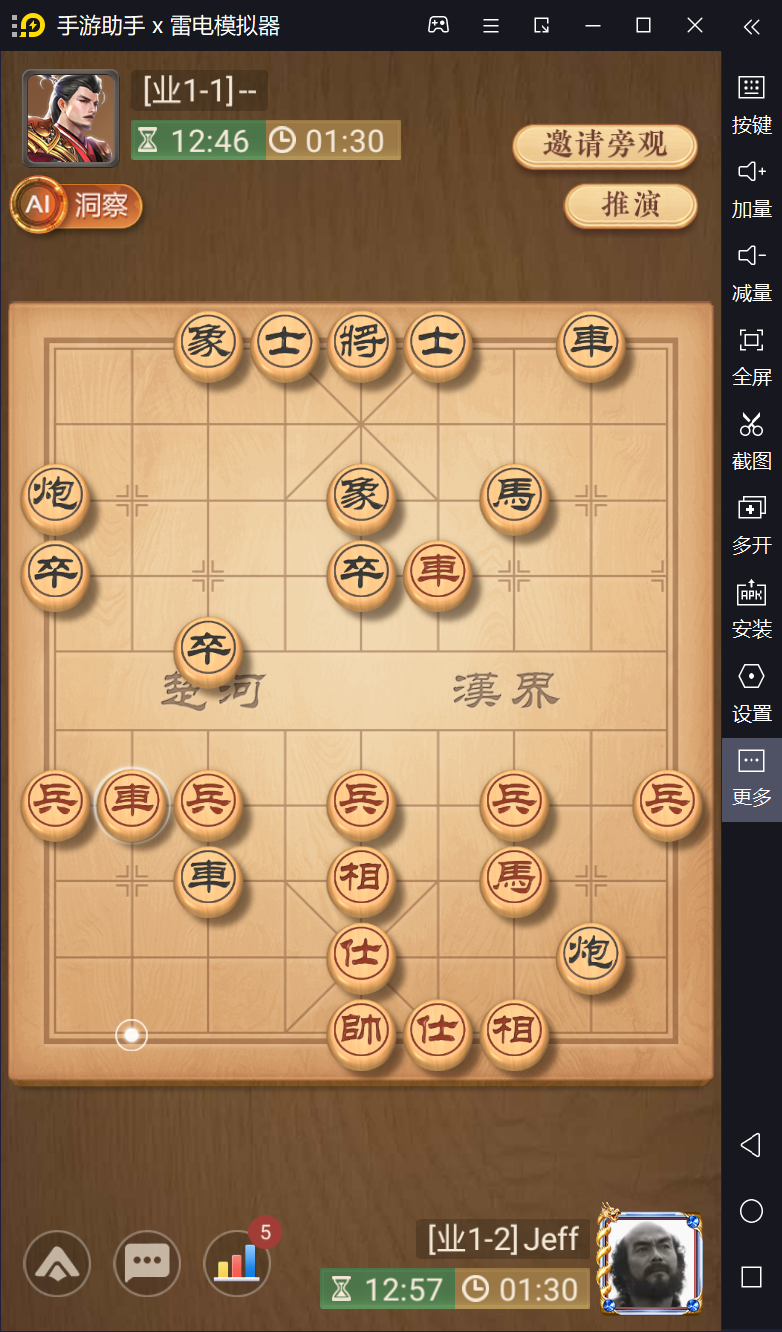 手游助手 x 雷电模拟器
[业1-1]--
12:46 01:30
邀请旁观
AI 洞察
推演
按键
加量
减量
全屏
截图
多开
APK
安装
设置
更多
象 士 將 士 車
炮 象 馬
卒 卒 車
卒
楚河 漢界
兵 車 兵 兵 兵 兵
車 相 馬
仕 炮
帥 仕 相
5
[业1-2]Jeff
12:57 01:30